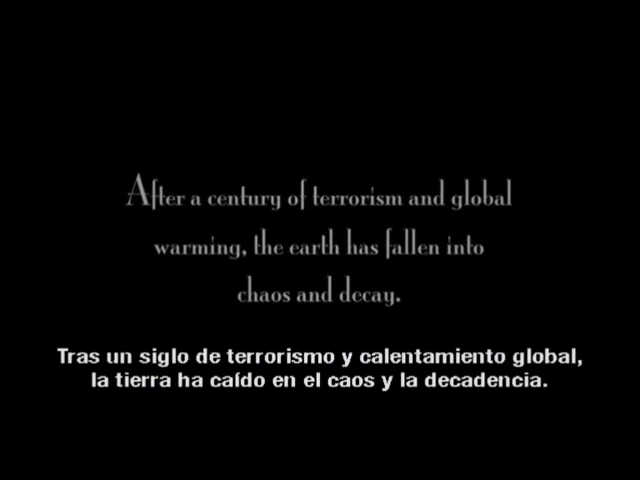 After a century of terrorism and global
warming, the earth has fallen into
chaos and decay.
Tras un siglo de terrorismo y calentamiento global,
la tierra ha caído en el caos y la decadencia.